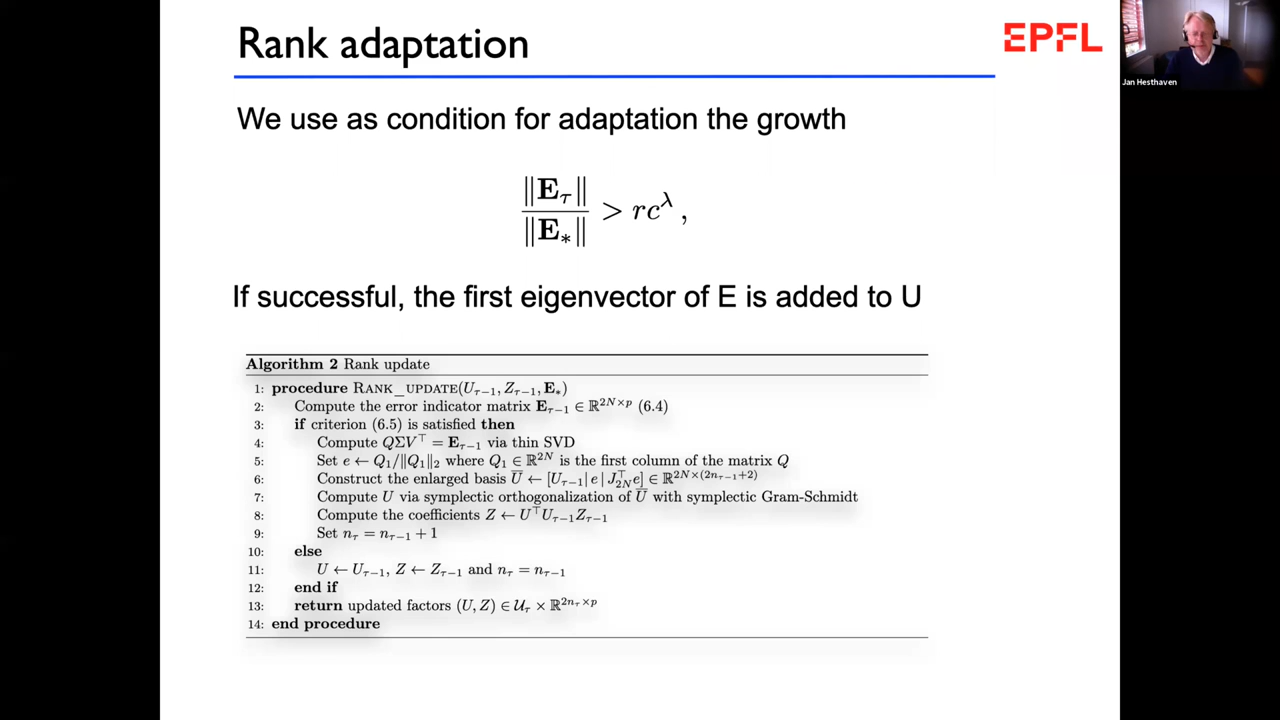 Rank adaptation
EPFL
Jan Hesthaven
We use as condition for adaptation the growth
‖E_τ‖ / ‖E_*‖ > rc^λ ,
If successful, the first eigenvector of E is added to U
Algorithm 2 Rank update
1: procedure RANK_UPDATE(U_{τ−1}, Z_{τ−1}, E_*)
2: Compute the error indicator matrix E_{τ−1} ∈ ℝ^{2N×p} (6.4)
3: if criterion (6.5) is satisfied then
4: Compute QΣV^⊤ = E_{τ−1} via thin SVD
5: Set e ← Q_1/‖Q_1‖_2 where Q_1 ∈ ℝ^{2N} is the first column of the matrix Q
6: Construct the enlarged basis U̅ ← [U_{τ−1} | e | J_{2N}^⊤ e] ∈ ℝ^{2N×(2n_{τ−1}+2)}
7: Compute U via symplectic orthogonalization of U̅ with symplectic Gram-Schmidt
8: Compute the coefficients Z ← U^⊤U_{τ−1}Z_{τ−1}
9: Set n_τ = n_{τ−1} + 1
10: else
11: U ← U_{τ−1}, Z ← Z_{τ−1} and n_τ = n_{τ−1}
12: end if
13: return updated factors (U, Z) ∈ 𝒰_τ × ℝ^{2n_τ×p}
14: end procedure